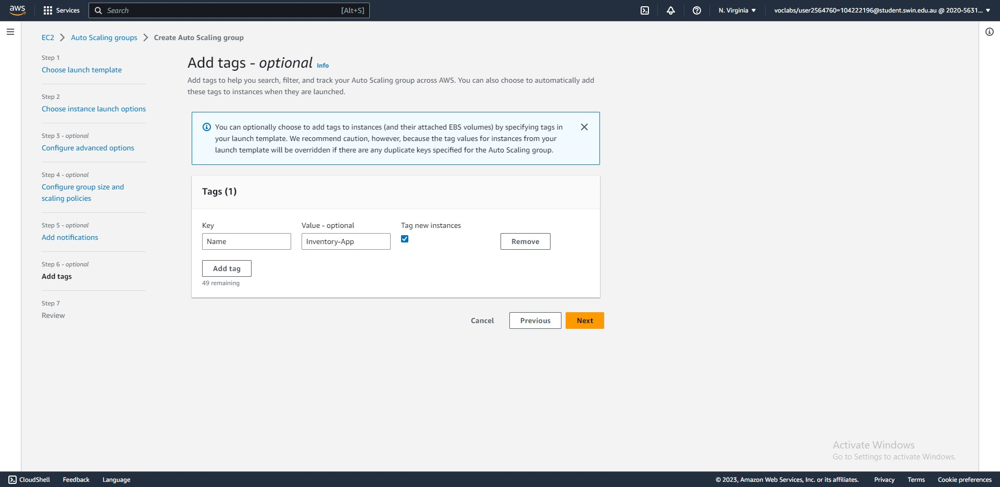 aws
Services
Search
[Alt+S]
N. Virginia
voclabs/user2564760=104222196@student.swin.edu.au @ 2020-5631...
EC2
Auto Scaling groups
Create Auto Scaling group
Step 1
Choose launch template
Step 2
Choose instance launch options
Step 3 - optional
Configure advanced options
Step 4 - optional
Configure group size and
scaling policies
Step 5 - optional
Add notifications
Step 6 - optional
Add tags
Step 7
Review
Add tags - optional Info
Add tags to help you search, filter, and track your Auto Scaling group across AWS. You can also choose to automatically add
these tags to instances when they are launched.
You can optionally choose to add tags to instances (and their attached EBS volumes) by specifying tags in
your launch template. We recommend caution, however, because the tag values for instances from your
launch template will be overridden if there are any duplicate keys specified for the Auto Scaling group.
Tags (1)
Key
Value - optional
Tag new instances
Name
Inventory-App
Remove
Add tag
49 remaining
Cancel
Previous
Next
Activate Windows
Go to Settings to activate Windows.
CloudShell
Feedback
Language
© 2023, Amazon Web Services, Inc. or its affiliates.
Privacy
Terms
Cookie preferences